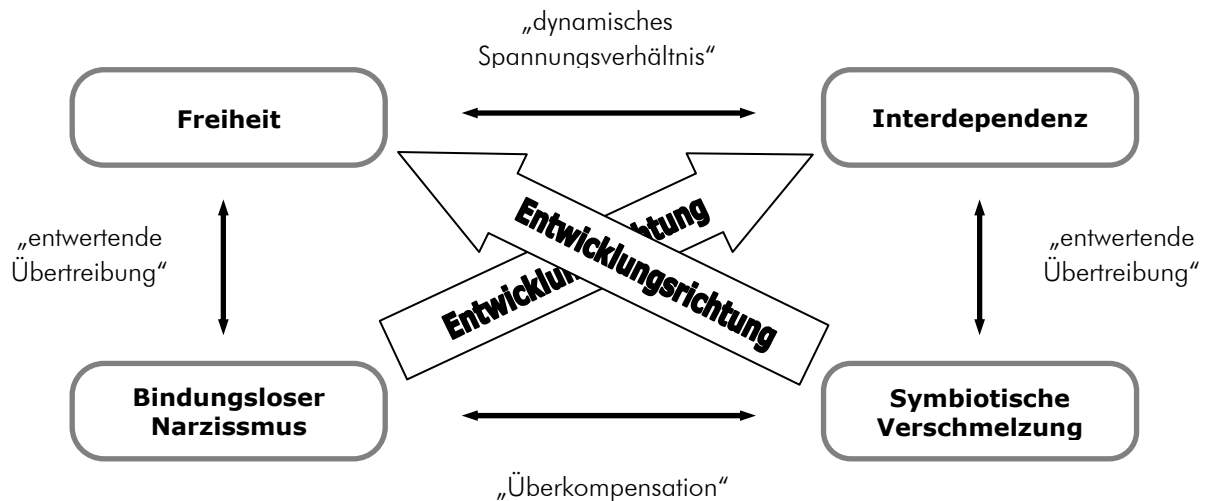 „dynamisches
Spannungsverhältnis“
Freiheit
Interdependenz
Entwicklungsrichtung
Entwicklungsrichtung
„entwertende
Übertreibung“
„entwertende
Übertreibung“
Bindungsloser
Narzissmus
Symbiotische
Verschmelzung
„Überkompensation“